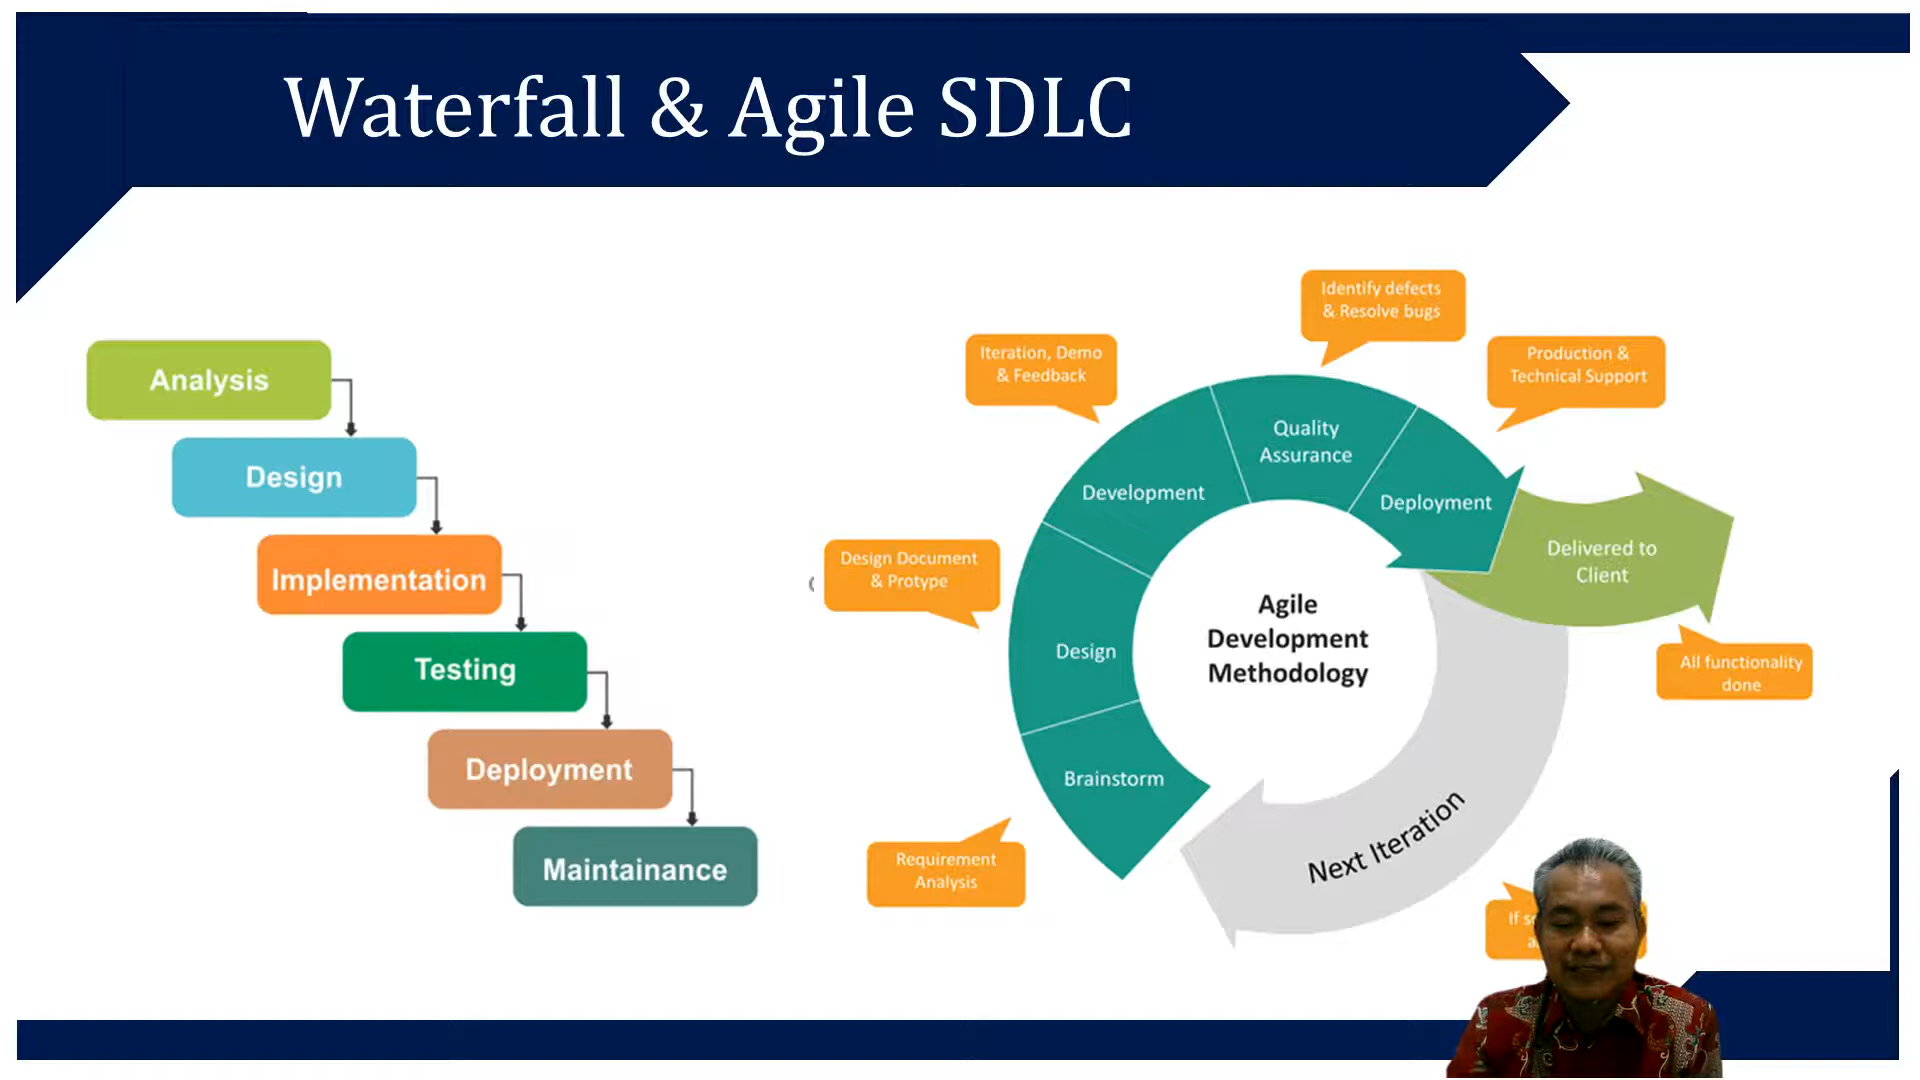 Waterfall & Agile SDLC
Analysis
Design
Implementation
Testing
Deployment
Maintainance
Identify defects
& Resolve bugs
Iteration, Demo
& Feedback
Production &
Technical Support
Quality
Assurance
Development
Deployment
Delivered to
Client
Design Document
& Protype
Agile
Development
Methodology
Design
All functionality
done
Brainstorm
Next Iteration
Requirement
Analysis
If